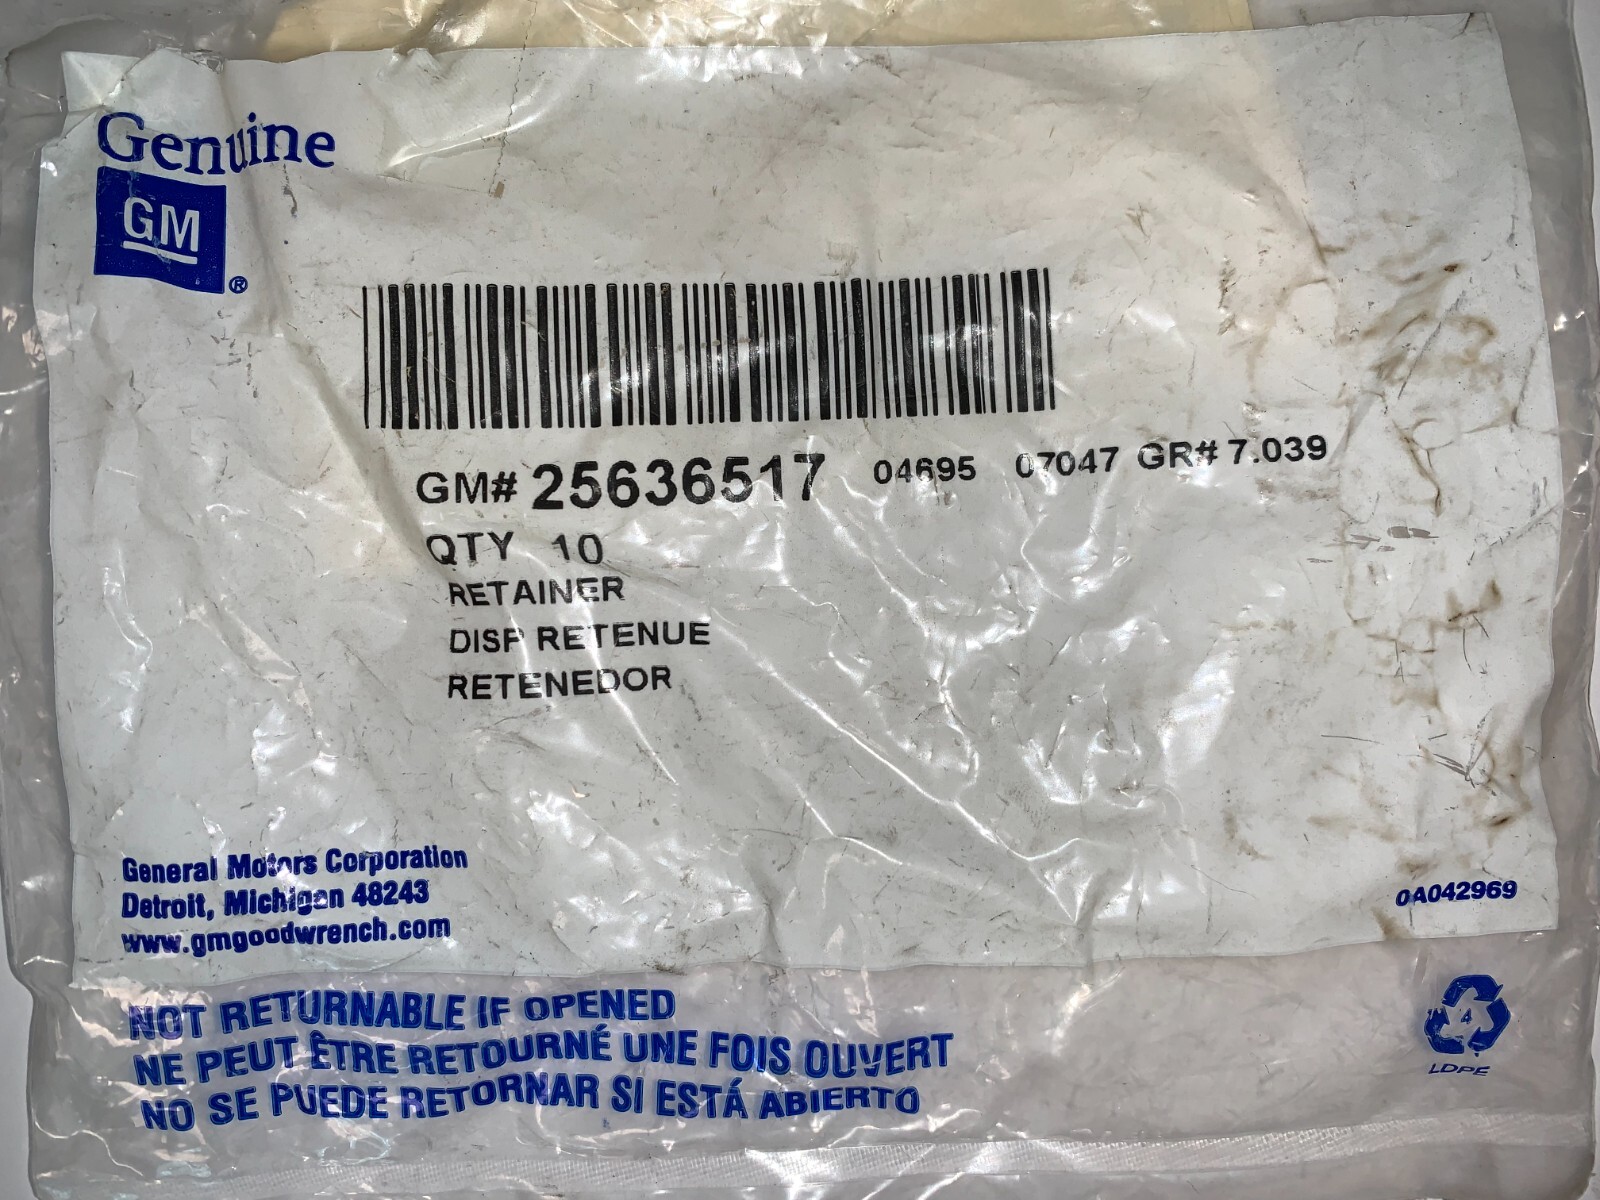 Genuine
GM
®
GM# 25636517 04695 07047 GR# 7.039
QTY 10
RETAINER
DISP RETENUE
RETENEDOR
General Motors Corporation
Detroit, Michigan 48243
www.gmgoodwrench.com
0A042969
NOT RETURNABLE IF OPENED
NE PEUT ÊTRE RETOURNÉ UNE FOIS OUVERT
NO SE PUEDE RETORNAR SI ESTÁ ABIERTO
4
LDPE